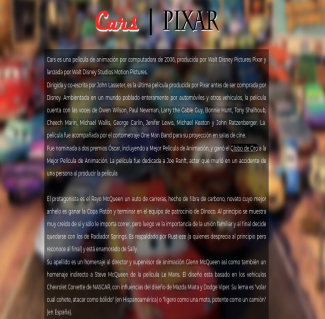 Cars | PIXAR
Cars es una película de animación por computadora de 2006, producida por Walt Disney Pictures Pixar y
lanzada por Walt Disney Studios Motion Pictures.
Dirigida y co-escrita por John Lasseter, es la última película producida por Pixar antes de ser comprada por
Disney. Ambientada en un mundo poblado enteramente por automóviles y otros vehículos, la película
cuenta con las voces de Owen Wilson, Paul Newman, Larry the Cable Guy, Bonnie Hunt, Tony Shalhoub,
Cheech Marin, Michael Wallis, George Carlin, Jenifer Lewis, Michael Keaton y John Ratzenberger. La
película fue acompañada por el cortometraje One Man Band para su proyección en salas de cine.
Fue nominada a dos premios Óscar, incluyendo a Mejor Película de Animación, y ganó el Globo de Oro a la
Mejor Película de Animación. La película fue dedicada a Joe Ranft, actor que murió en un accidente de
una persona al producir la película
El protagonista es el Rayo McQueen un auto de carreras, hecho de fibra de carbono, novato cuyo mejor
anhelo es ganar la Copa Pistón y terminar en el equipo de patrocinio de Dinoco. Al principio se muestra
muy creído de sí y sólo le importa correr, pero luego ve la importancia de la unión familiar y al final decide
quedarse con los de Radiador Springs. Es respaldado por Rust-eze (a quienes desprecia al principio pero
reconoce al final) y está enamorado de Sally.
Su apellido es un homenaje al director y supervisor de animación Glenn McQueen así como también un
homenaje indirecto a Steve McQueen de la película Le Mans. El diseño esta basado en los vehículos
Chevrolet Corvette de NASCAR, con influencias del diseño de Mazda Miata y Dodge Viper. Su lema es "volar
cual cohete, atacar como bólido" (en Hispanoamérica) o "ligero como una moto, potente como un camión"
(en España).